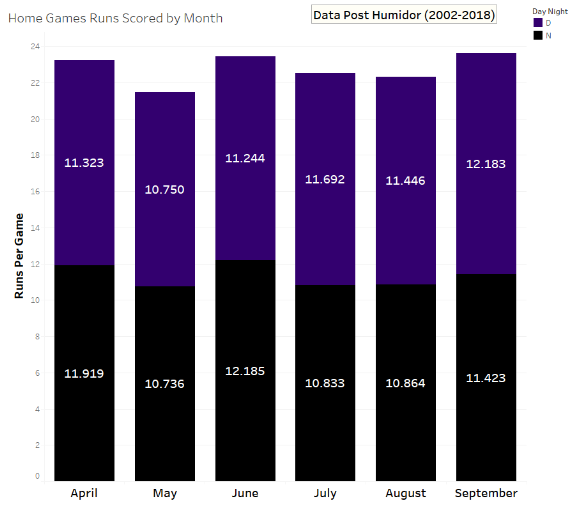 Home Games Runs Scored by Month
Data Post Humidor (2002-2018)
Day Night
D
N
Runs Per Game
24
22
20
18
16
14
12
10
8
6
4
2
0
11.323
10.750
11.244
11.692
11.446
12.183
11.919
10.736
12.185
10.833
10.864
11.423
April
May
June
July
August
September